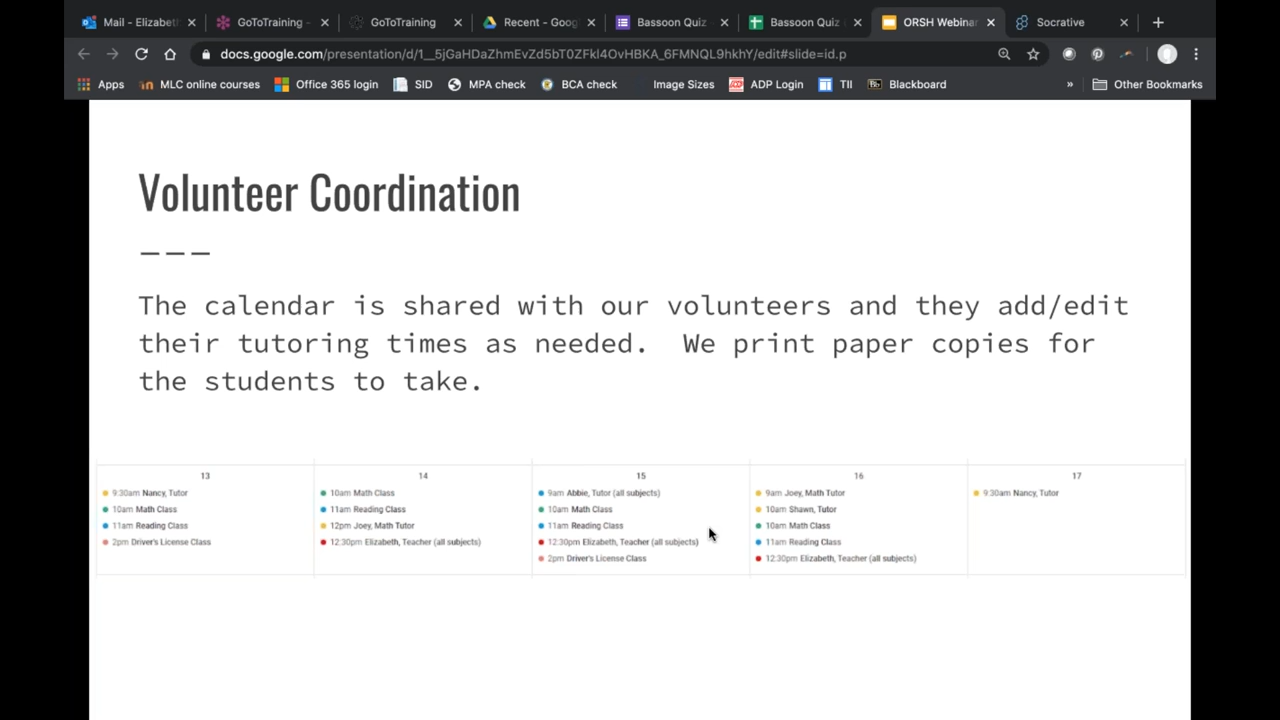 Mail - Elizabet
GoToTraining -
GoToTraining
Recent - Goog
Bassoon Quiz
Bassoon Quiz
ORSH Webinar
Socrative
docs.google.com/presentation/d/1__5jGaHDaZhmEvZd5bT0ZFkl4OvHBKA_6FMNQL9hkhY/edit#slide=id.p
Apps
MLC online courses
Office 365 login
SID
MPA check
BCA check
Image Sizes
ADP Login
TII
Blackboard
»
Other Bookmarks
Volunteer Coordination
The calendar is shared with our volunteers and they add/edit
their tutoring times as needed.  We print paper copies for
the students to take.
13
9:30am Nancy, Tutor
10am Math Class
11am Reading Class
2pm Driver's License Class
14
10am Math Class
11am Reading Class
12pm Joey, Math Tutor
12:30pm Elizabeth, Teacher (all subjects)
15
9am Abbie, Tutor (all subjects)
10am Math Class
11am Reading Class
12:30pm Elizabeth, Teacher (all subjects)
2pm Driver's License Class
16
9am Joey, Math Tutor
10am Shawn, Tutor
10am Math Class
11am Reading Class
12:30pm Elizabeth, Teacher (all subjects)
17
9:30am Nancy, Tutor